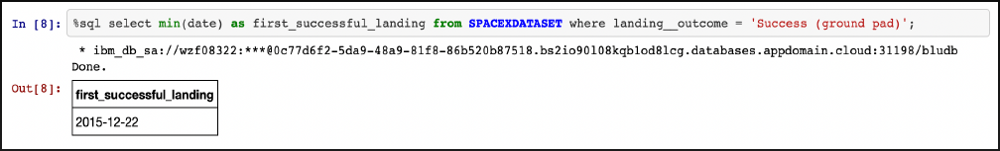 In [8]: %sql select min(date) as first_successful_landing from SPACEXDATASET where landing__outcome = 'Success (ground pad)';
* ibm_db_sa://wzf08322:***@0c77d6f2-5da9-48a9-81f8-86b520b87518.bs2io90l08kqb1od8lcg.databases.appdomain.cloud:31198/bludb
Done.
Out[8]:
first_successful_landing
2015-12-22